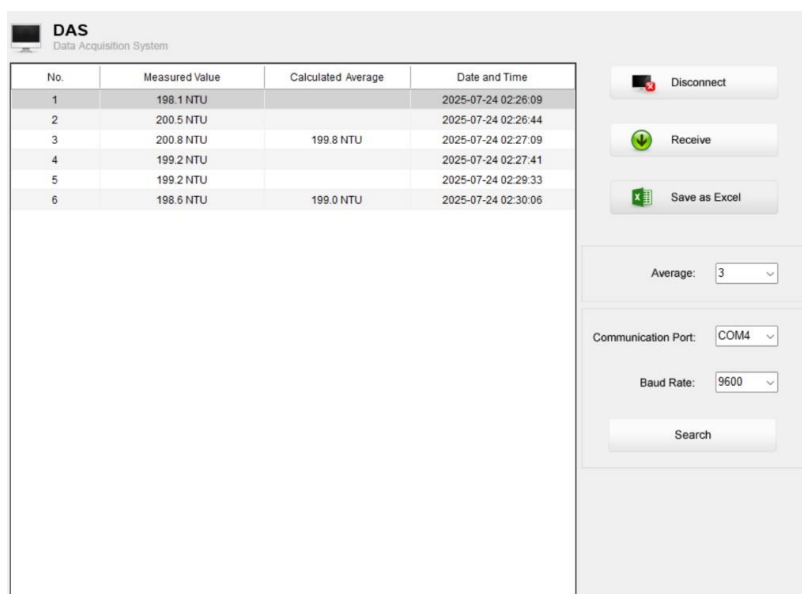 DAS
Data Acquisition System
No. Measured Value Calculated Average Date and Time
1 198.1 NTU 2025-07-24 02:26:09
2 200.5 NTU 2025-07-24 02:26:44
3 200.8 NTU 199.8 NTU 2025-07-24 02:27:09
4 199.2 NTU 2025-07-24 02:27:41
5 199.2 NTU 2025-07-24 02:29:33
6 198.6 NTU 199.0 NTU 2025-07-24 02:30:06
Disconnect
Receive
Save as Excel
Average: 3
Communication Port: COM4
Baud Rate: 9600
Search